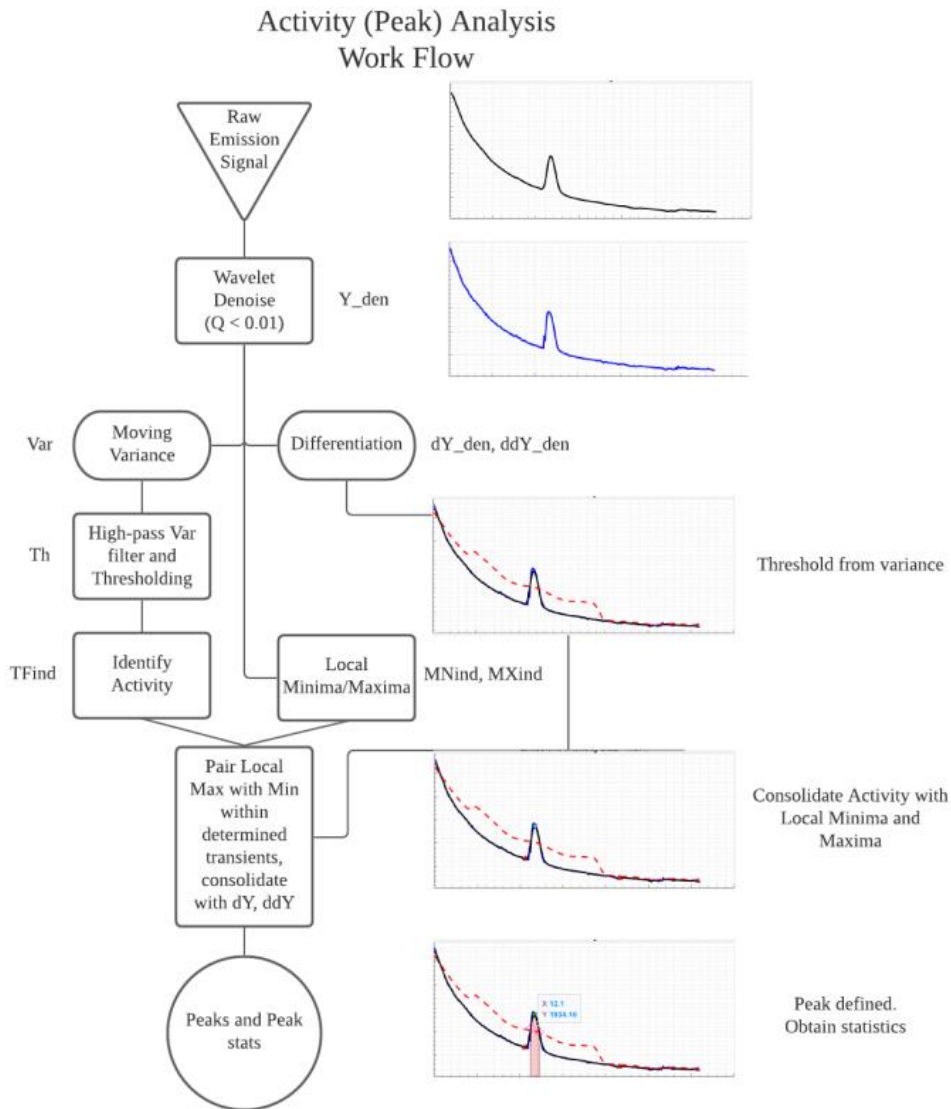 Activity (Peak) Analysis
Work Flow
Raw
Emission
Signal
Wavelet
Denoise
(Q < 0.01)
Y_den
Var
Moving
Variance
Differentiation
dY_den, ddY_den
Th
High-pass Var
filter and
Thresholding
Threshold from variance
TFind
Identify
Activity
Local
Minima/Maxima
MNind, MXind
Pair Local
Max with Min
within
determined
transients,
consolidate
with dY, ddY
Consolidate Activity with
Local Minima and
Maxima
Peaks and Peak
stats
X 12.1
Y 1934.16
Peak defined.
Obtain statistics